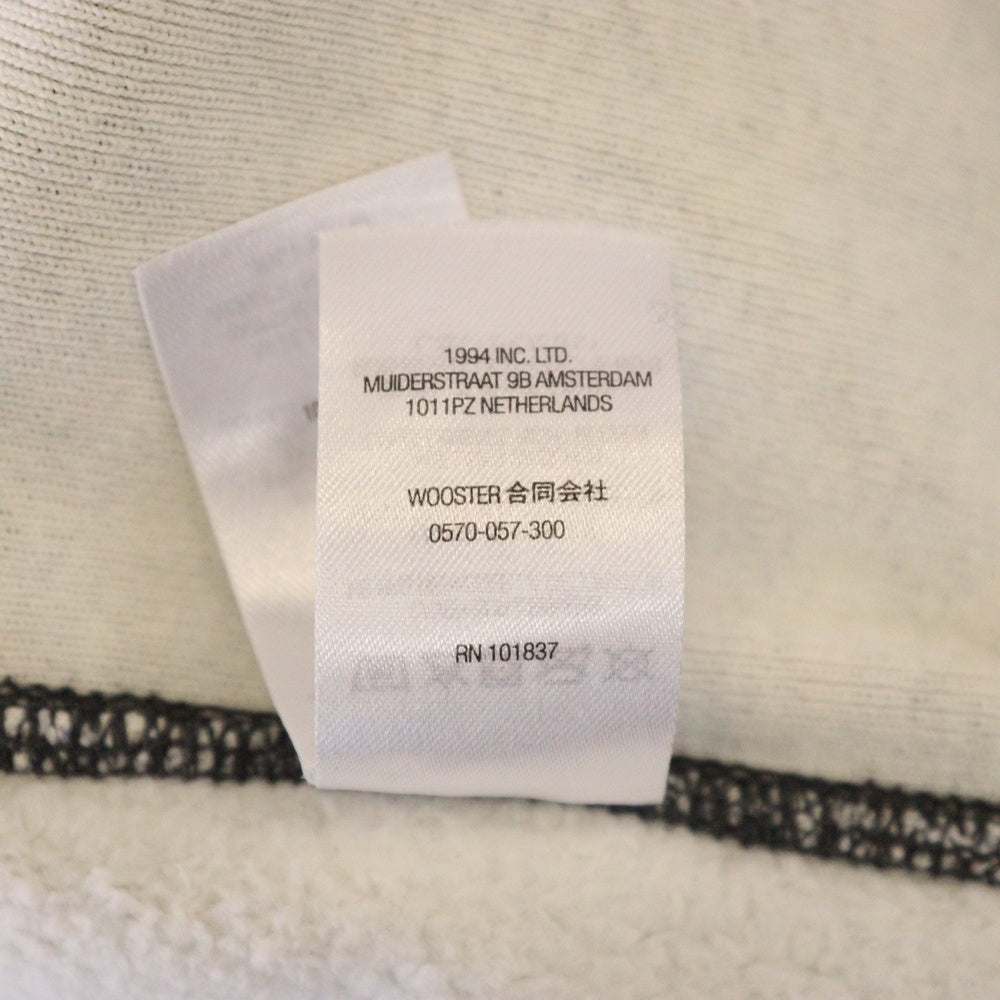 1994 INC. LTD.
MUIDERSTRAAT 9B AMSTERDAM
1011PZ NETHERLANDS
WOOSTER 合同会社
0570-057-300
RN 101837